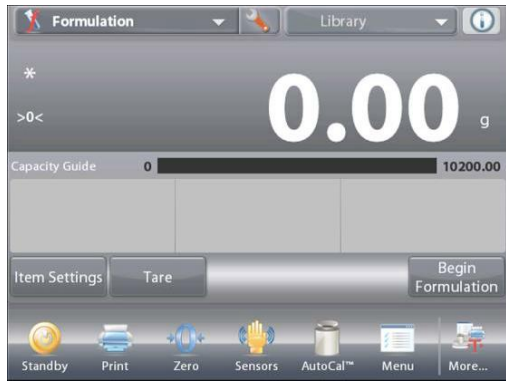 Formulation Library
*
>0< 0.00 g
Capacity Guide 0 10200.00
Item Settings Tare Begin Formulation
Standby Print Zero Sensors AutoCal™ Menu More...